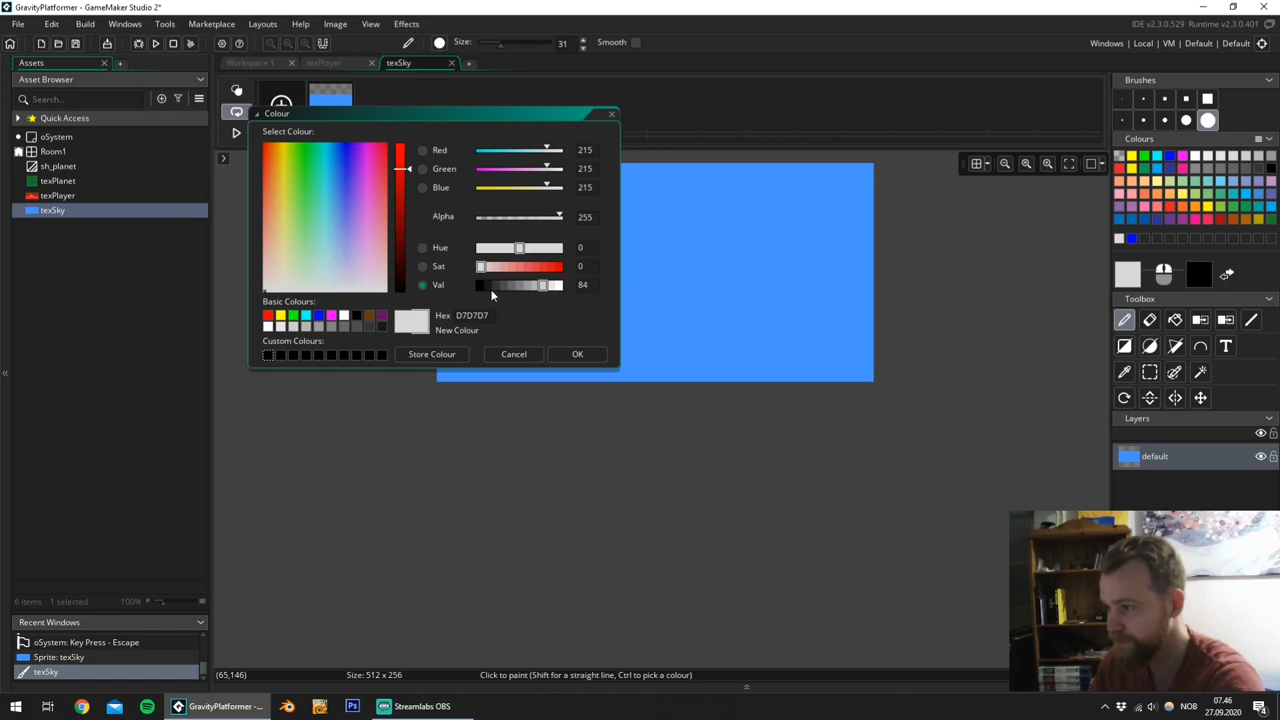 GravityPlatformer - GameMaker Studio 2*
File Edit Build Windows Tools Marketplace Layouts Help Image View Effects
IDE v2.3.0.529 Runtime v2.3.0.401
Size: 31 Smooth
Windows | Local | VM | Default | Default
Assets
Workspace 1 texPlayer texSky
Asset Browser
Search...
Quick Access
oSystem
Room1
sh_planet
texPlanet
texPlayer
texSky
Colour
Select Colour:
Red 215
Green 215
Blue 215
Alpha 255
Hue 0
Sat 0
Val 84
Basic Colours:
Hex D7D7D7
New Colour
Custom Colours:
Store Colour Cancel OK
Brushes
Colours
Toolbox
Layers
default
6 items 1 selected 100%
Recent Windows
oSystem: Key Press - Escape
Sprite: texSky
texSky
(65,146) Size: 512 x 256 Click to paint (Shift for a straight line, Ctrl to pick a colour)
GravityPlatformer -...
Streamlabs OBS
NOB
07.46
27.09.2020
4